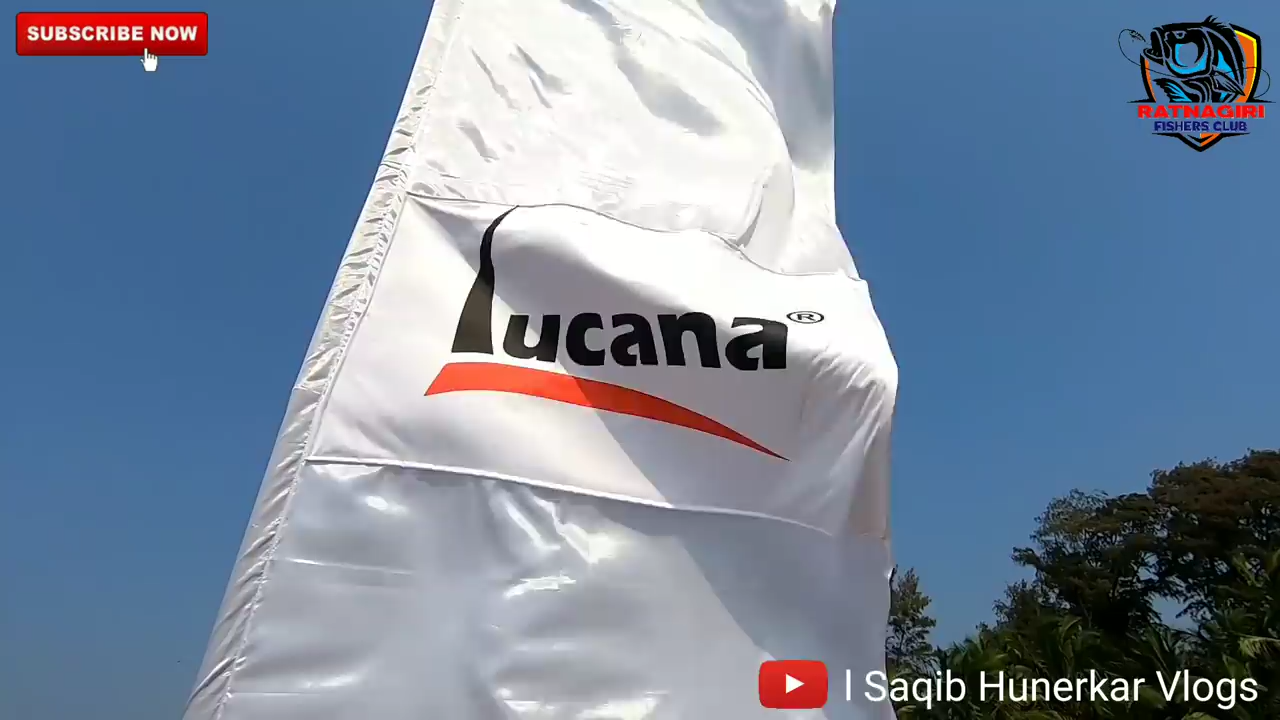 SUBSCRIBE NOW
RATNAGIRI
FISHERS CLUB
lucana®
l Saqib Hunerkar Vlogs